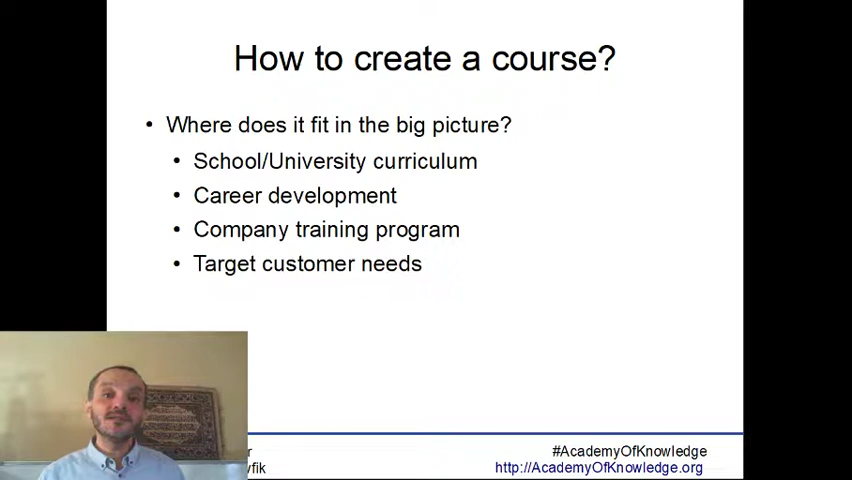 How to create a course?
• Where does it fit in the big picture?
• School/University curriculum
• Career development
• Company training program
• Target customer needs
#AcademyOfKnowledge
http://AcademyOfKnowledge.org